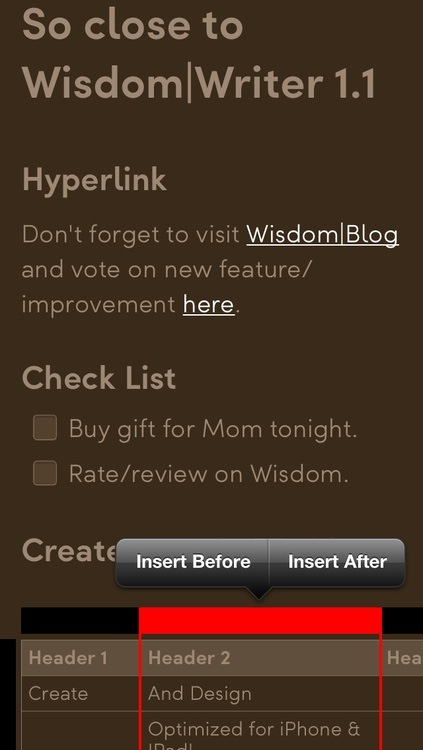 So close to
Wisdom|Writer 1.1
Hyperlink
Don't forget to visit Wisdom|Blog
and vote on new feature/
improvement here.
Check List
Buy gift for Mom tonight.
Rate/review on Wisdom.
Create
Insert Before Insert After
Header 1 Header 2 Hea
Create And Design
Optimized for iPhone &
iPad!